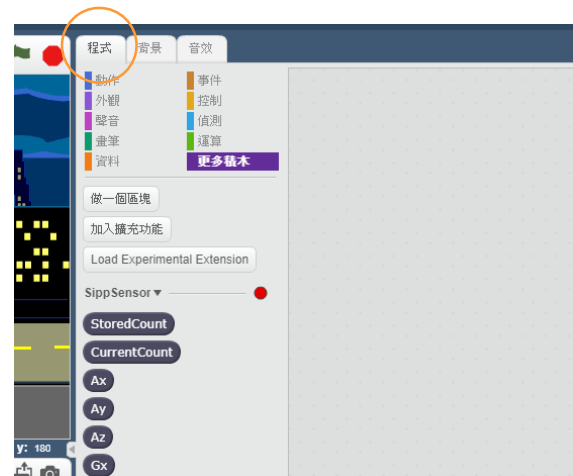 程式 背景 音效
動作 事件
外觀 控制
聲音 偵測
畫筆 運算
資料 更多積木
做一個區塊
加入擴充功能
Load Experimental Extension
SippSensor
StoredCount
CurrentCount
Ax
Ay
Az
Gx
y: 180